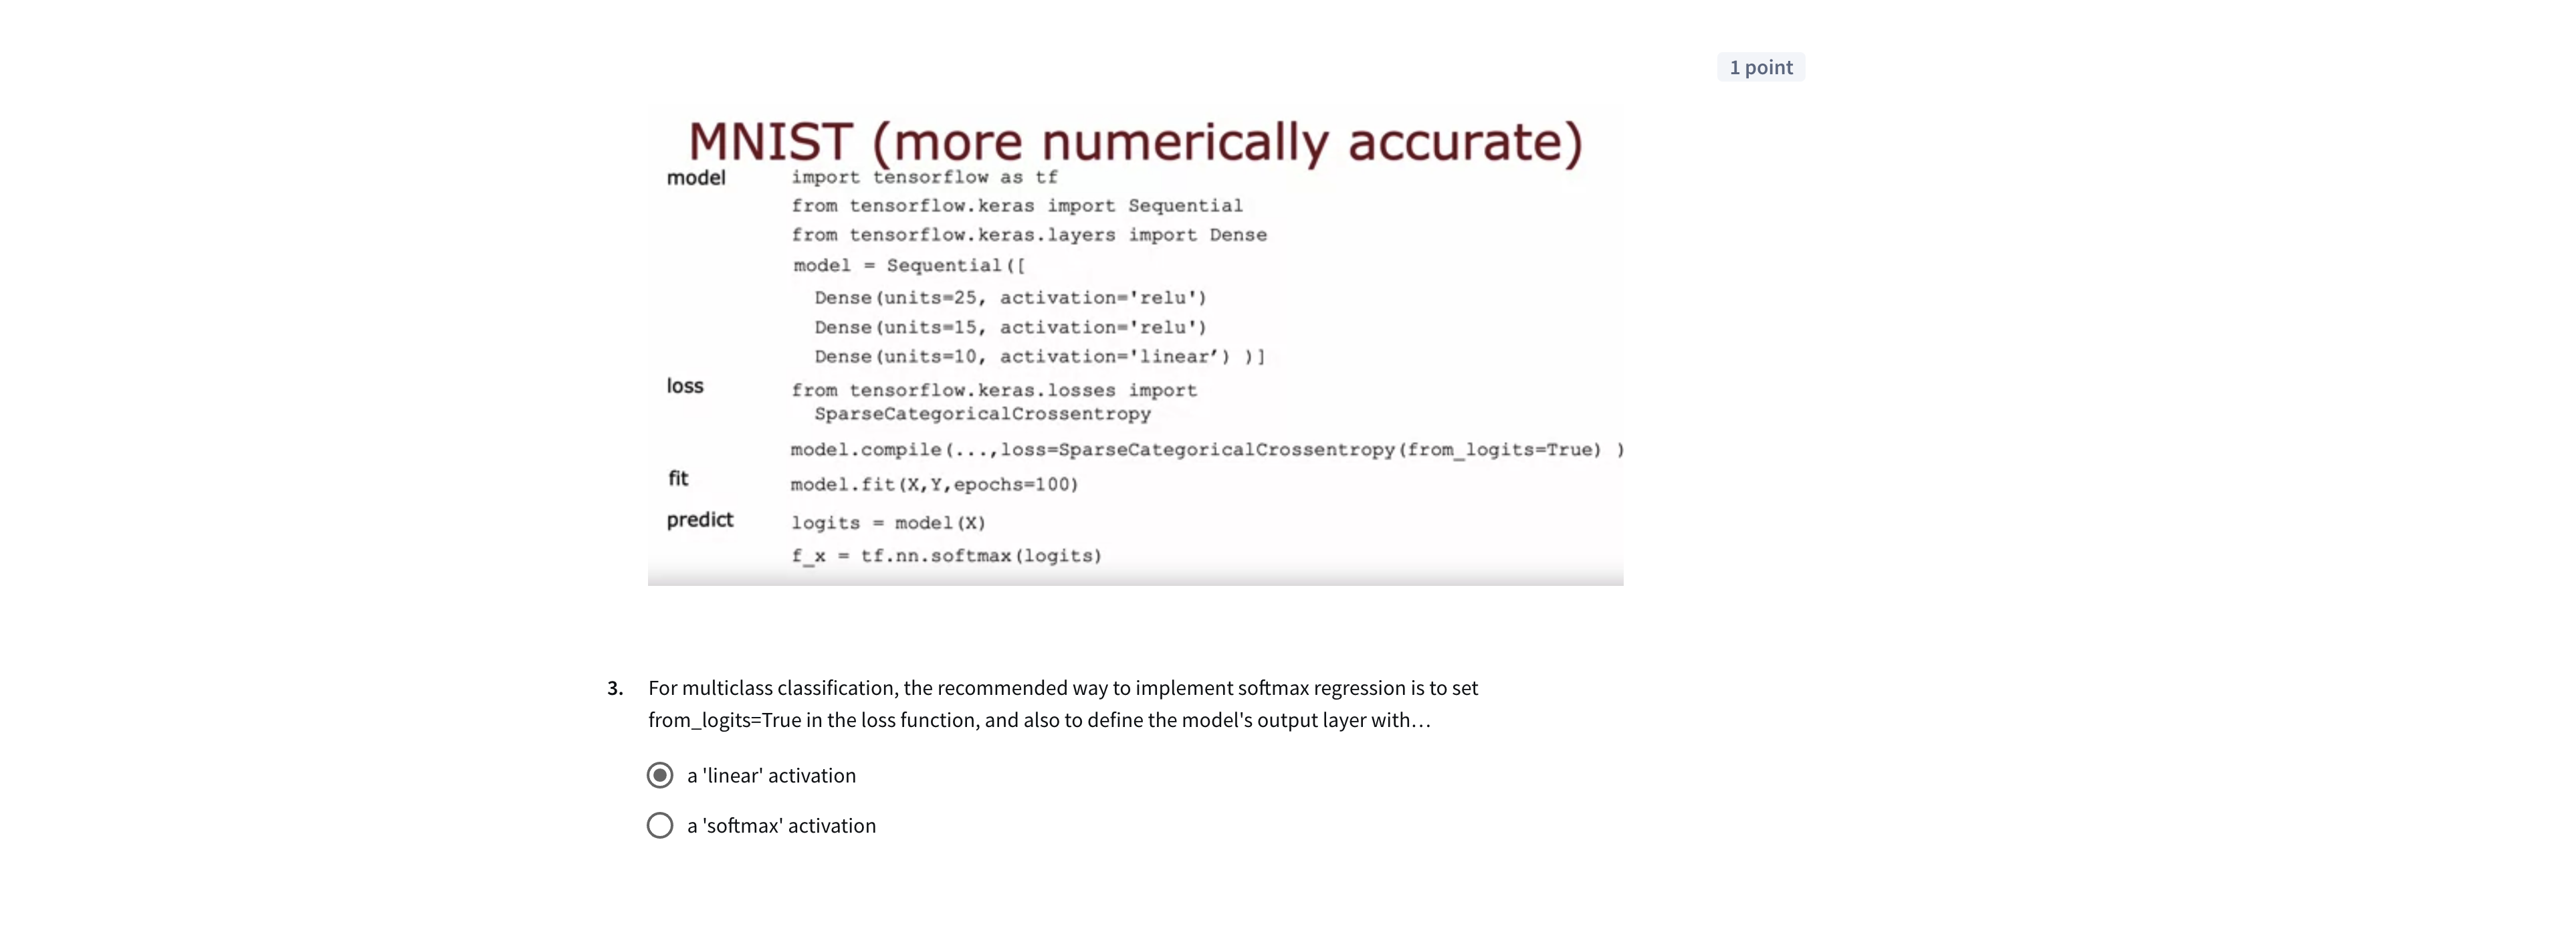 1 point
MNIST (more numerically accurate)
model import tensorflow as tf
from tensorflow.keras import Sequential
from tensorflow.keras.layers import Dense
model = Sequential([
Dense(units=25, activation='relu')
Dense(units=15, activation='relu')
Dense(units=10, activation='linear’) )]
loss from tensorflow.keras.losses import
SparseCategoricalCrossentropy
model.compile(...,loss=SparseCategoricalCrossentropy(from_logits=True) )
fit model.fit(X,Y,epochs=100)
predict logits = model(X)
f_x = tf.nn.softmax(logits)
3. For multiclass classification, the recommended way to implement softmax regression is to set
from_logits=True in the loss function, and also to define the model's output layer with…
a 'linear' activation
a 'softmax' activation